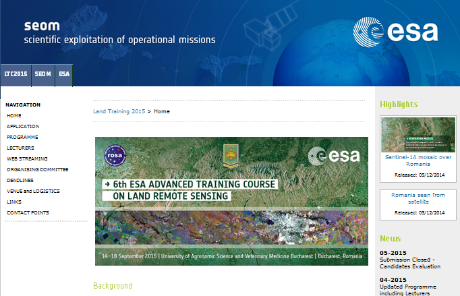 seom
scientific exploitation of operational missions
esa
LTC2015 SEOM ESA
NAVIGATION
HOME
APPLICATION
PROGRAMME
LECTURERS
WEB STREAMING
ORGANISING COMMITTEE
DEADLINES
VENUE and LOGISTICS
LINKS
CONTACT POINTS
Land Training 2015 > Home
rosa
esa
→ 6th ESA ADVANCED TRAINING COURSE
ON LAND REMOTE SENSING
14–18 September 2015 | University of Agronomic Science and Veterinary Medicine Bucharest | Bucharest, Romania
Background
Highlights
Sentinel-1A mosaic over
Romania
Released: 05/12/2014
Romania seen from
satellite
Released: 05/12/2014
News
05-2015
Submission Closed -
Candidates Evaluation
04-2015
Updated Programme
including Lecturers